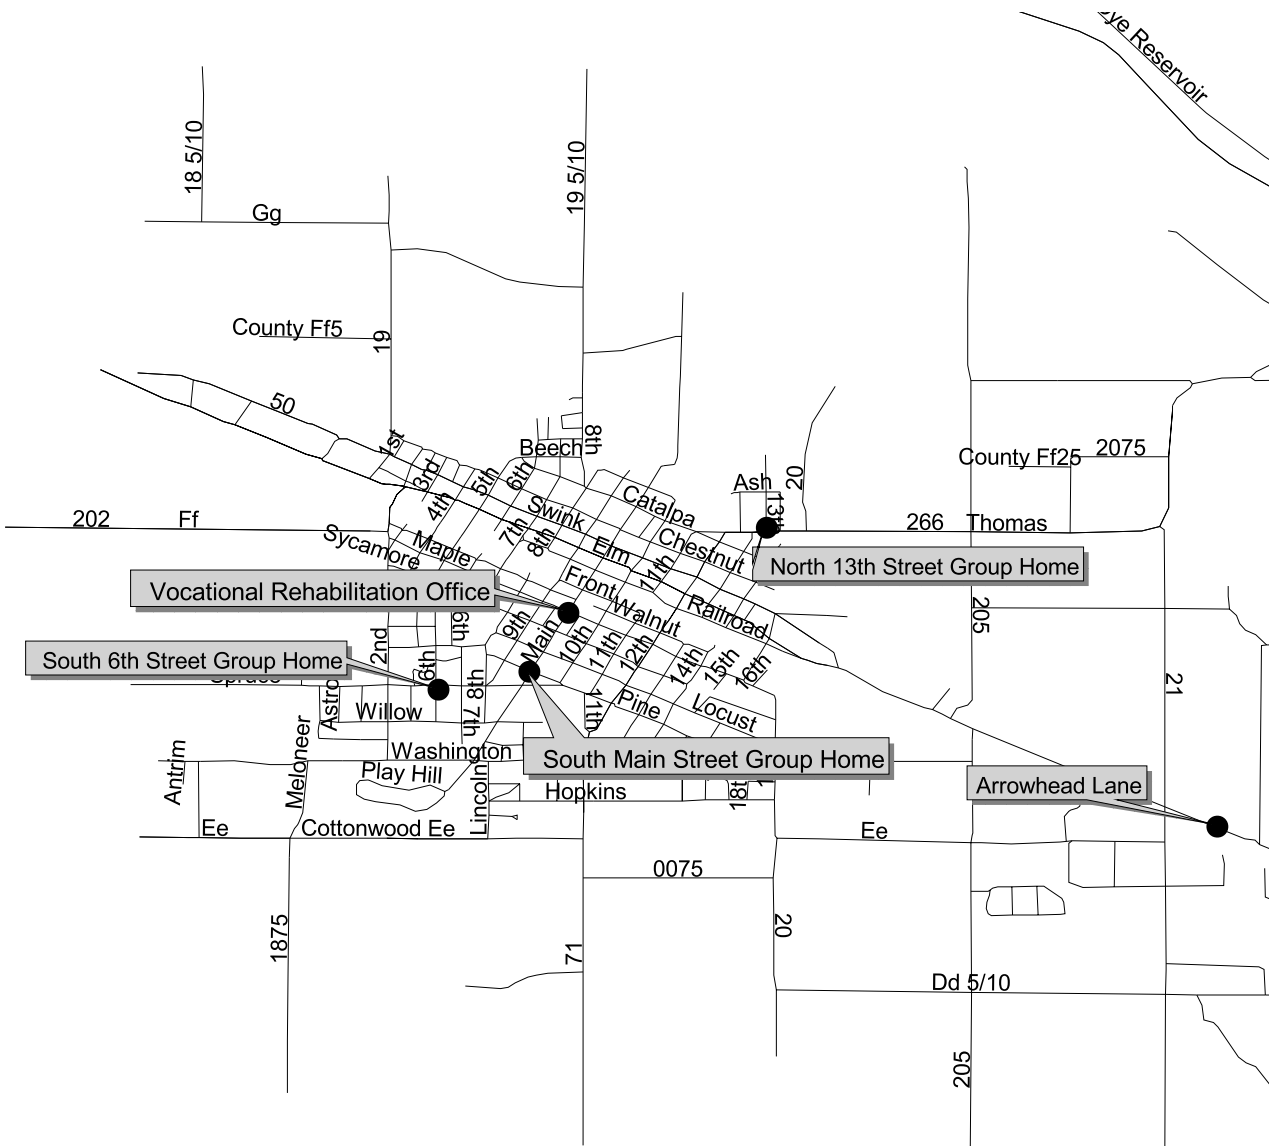 ye Reservoir
18 5/10
19 5/10
Gg
County Ff5
19
50
1st
3rd
4th
5th
6th
Beech
8th
Catalpa
Ash
13th
20
County Ff25
2075
202
Ff
Sycamore
Maple
7th
8th
Swink
Elm
Chestnut
11th
266
Thomas
North 13th Street Group Home
Vocational Rehabilitation Office
Front
Walnut
Railroad
205
2nd
6th
9th
Main
10th
11th
12th
14th
15th
16th
South 6th Street Group Home
6th
8th
21
Spruce
Astro
Willow
7th
11th
Pine
Locust
Antrim
Meloneer
Washington
South Main Street Group Home
Play Hill
Lincoln
Hopkins
18t
Arrowhead Lane
Ee
Cottonwood Ee
Ee
0075
1875
71
20
Dd 5/10
205